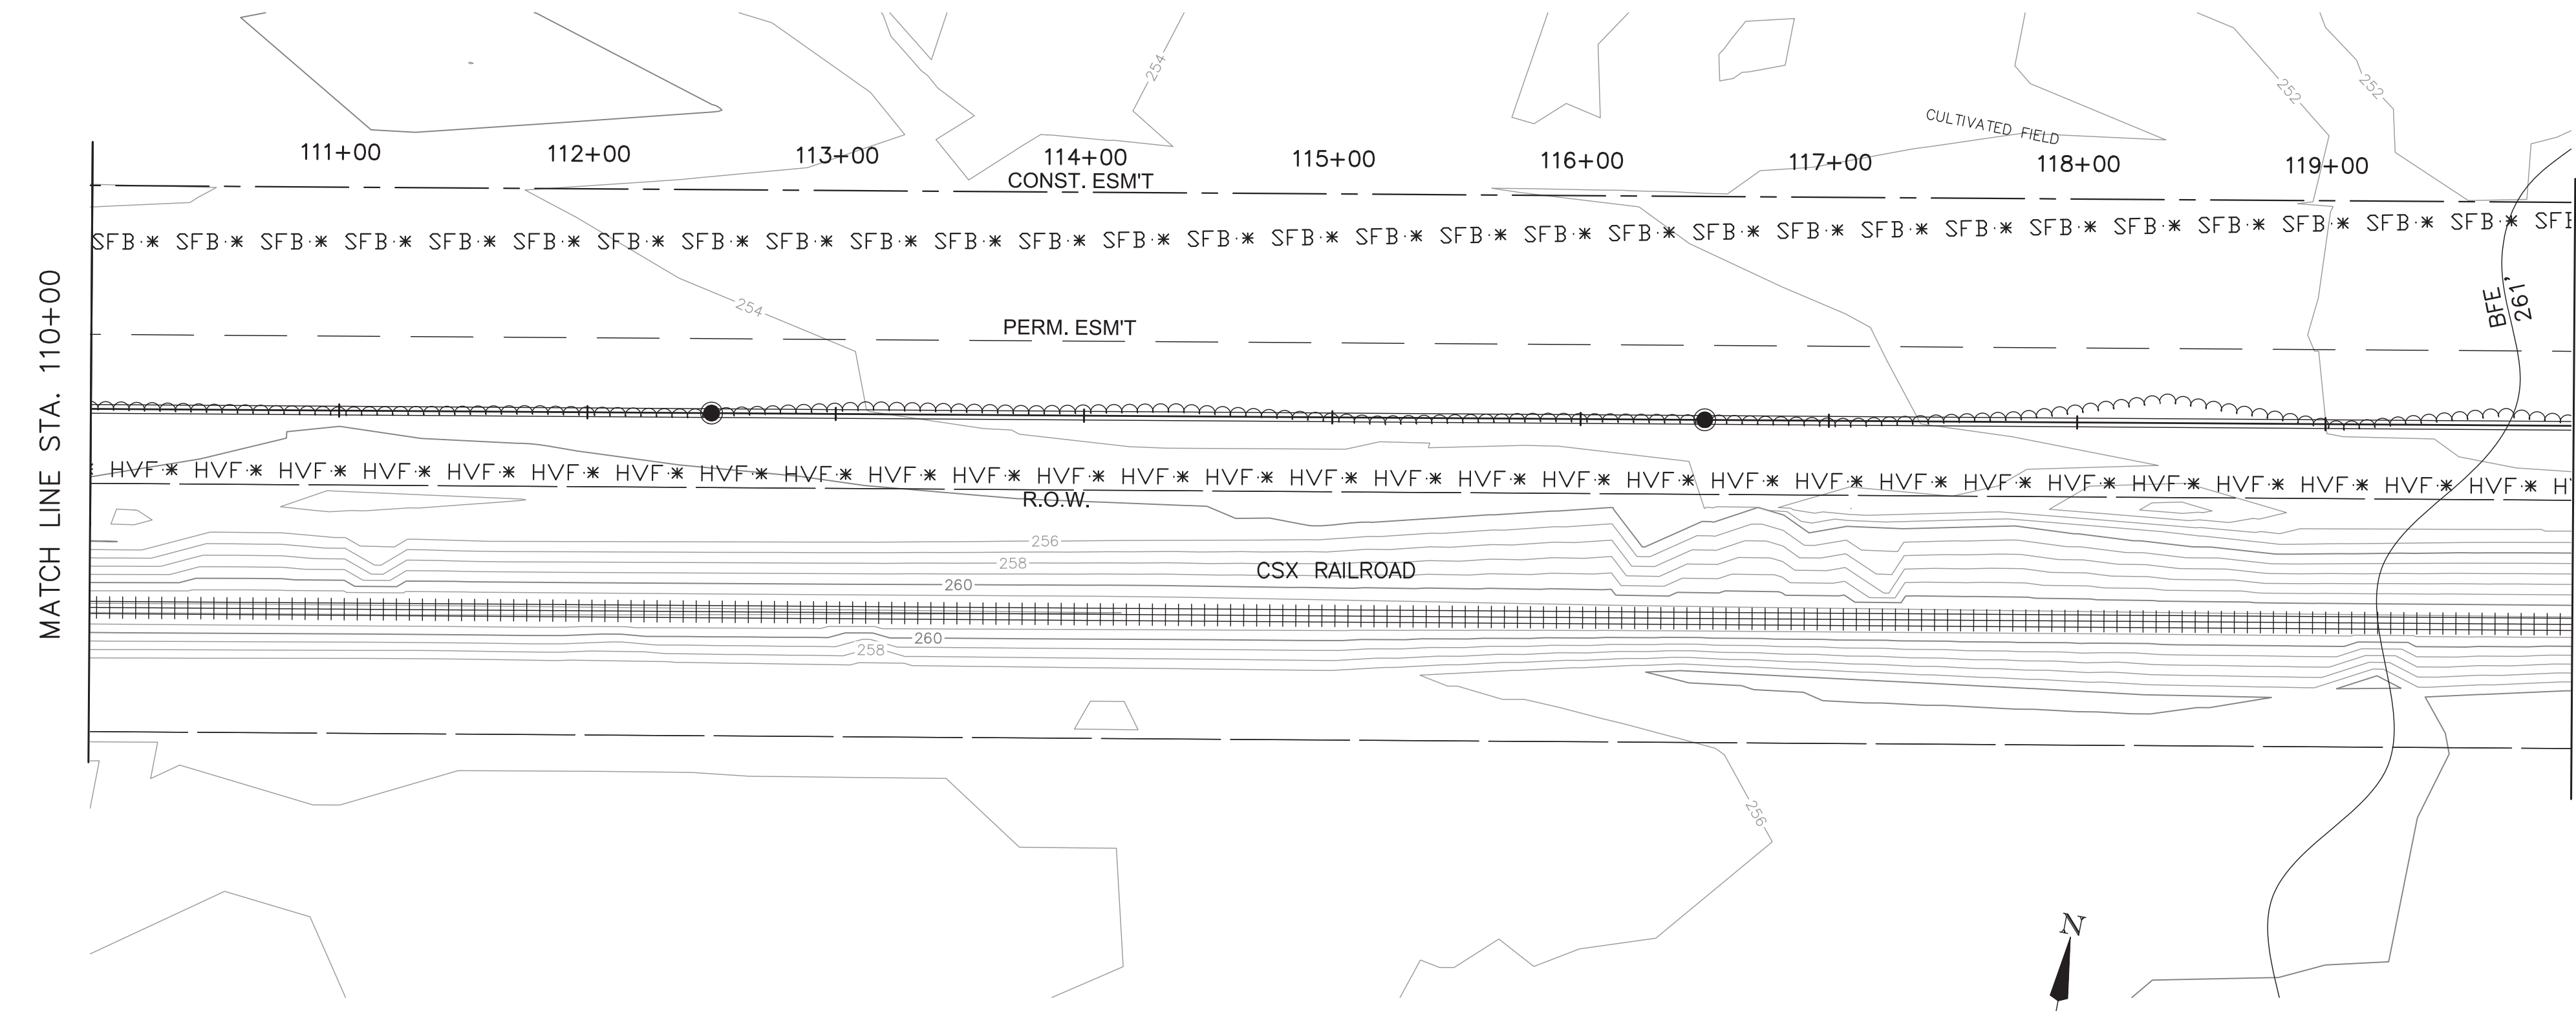 254
252
252
CULTIVATED FIELD
111+00 112+00 113+00 114+00 115+00 116+00 117+00 118+00 119+00
CONST. ESM'T
SFB SFB SFB SFB SFB SFB SFB SFB SFB SFB SFB SFB SFB SFB SFB SFB SFB SFB SFB SFB SFB SFB SFB SFB SFB SFB SFB SFB SFB
MATCH LINE STA. 110+00
BFE
261'
254
PERM. ESM'T
HVF HVF HVF HVF HVF HVF HVF HVF HVF HVF HVF HVF HVF HVF HVF HVF HVF HVF HVF HVF HVF HVF HVF HVF HVF HVF HVF HVF HVF
R.O.W.
256
258
CSX RAILROAD
260
260
258
256
N